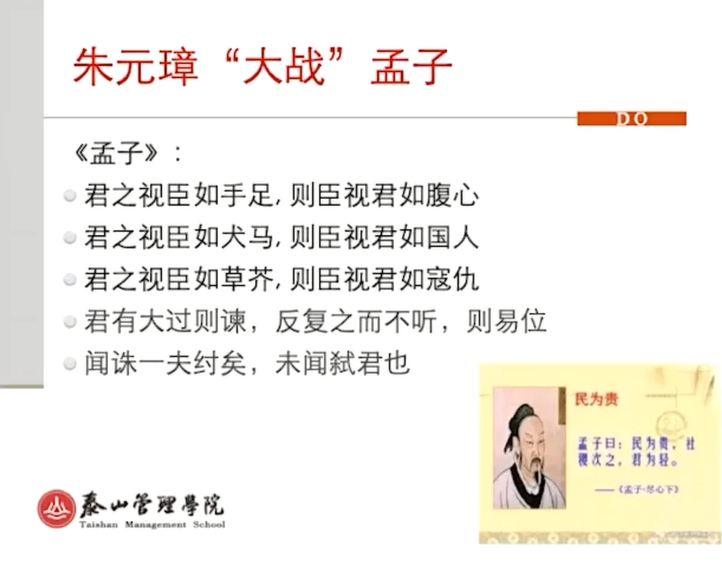 朱元璋“大战”孟子
DO
《孟子》:
君之视臣如手足, 则臣视君如腹心
君之视臣如犬马, 则臣视君如国人
君之视臣如草芥, 则臣视君如寇仇
君有大过则谏，反复之而不听，则易位
闻诛一夫纣矣，未闻弑君也
民为贵
孟子曰：民为贵，社
稷次之，君为轻。
——《孟子·尽心下》
泰山管理學院
Taishan Management School